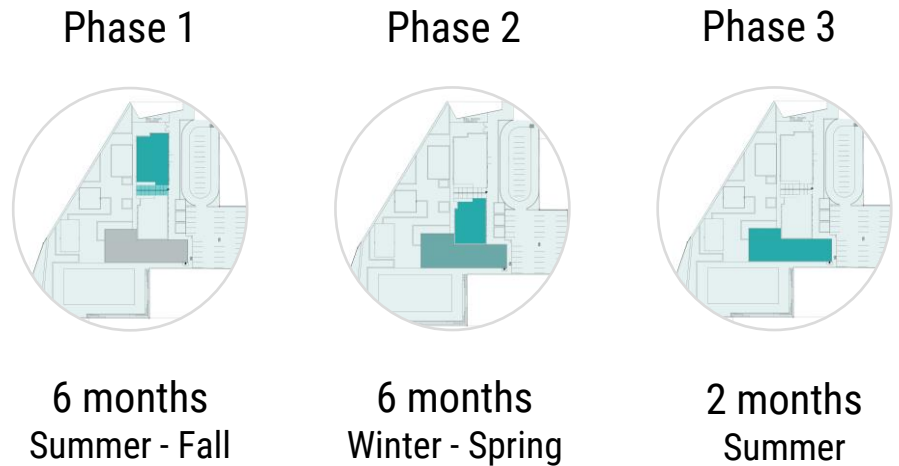 Phase 1
Phase 2
Phase 3
6 months
Summer - Fall
6 months
Winter - Spring
2 months
Summer